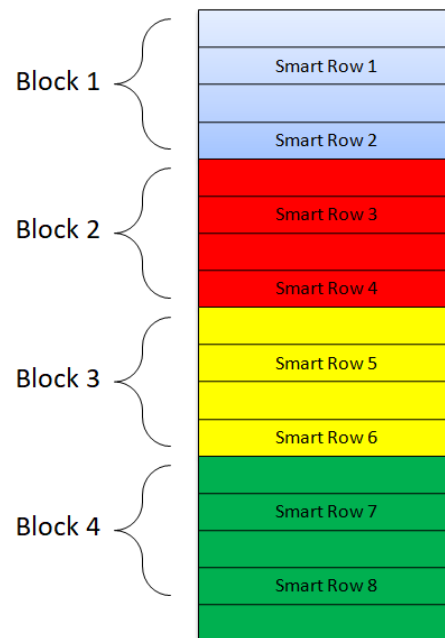 Block 1
Smart Row 1
Smart Row 2
Block 2
Smart Row 3
Smart Row 4
Block 3
Smart Row 5
Smart Row 6
Block 4
Smart Row 7
Smart Row 8